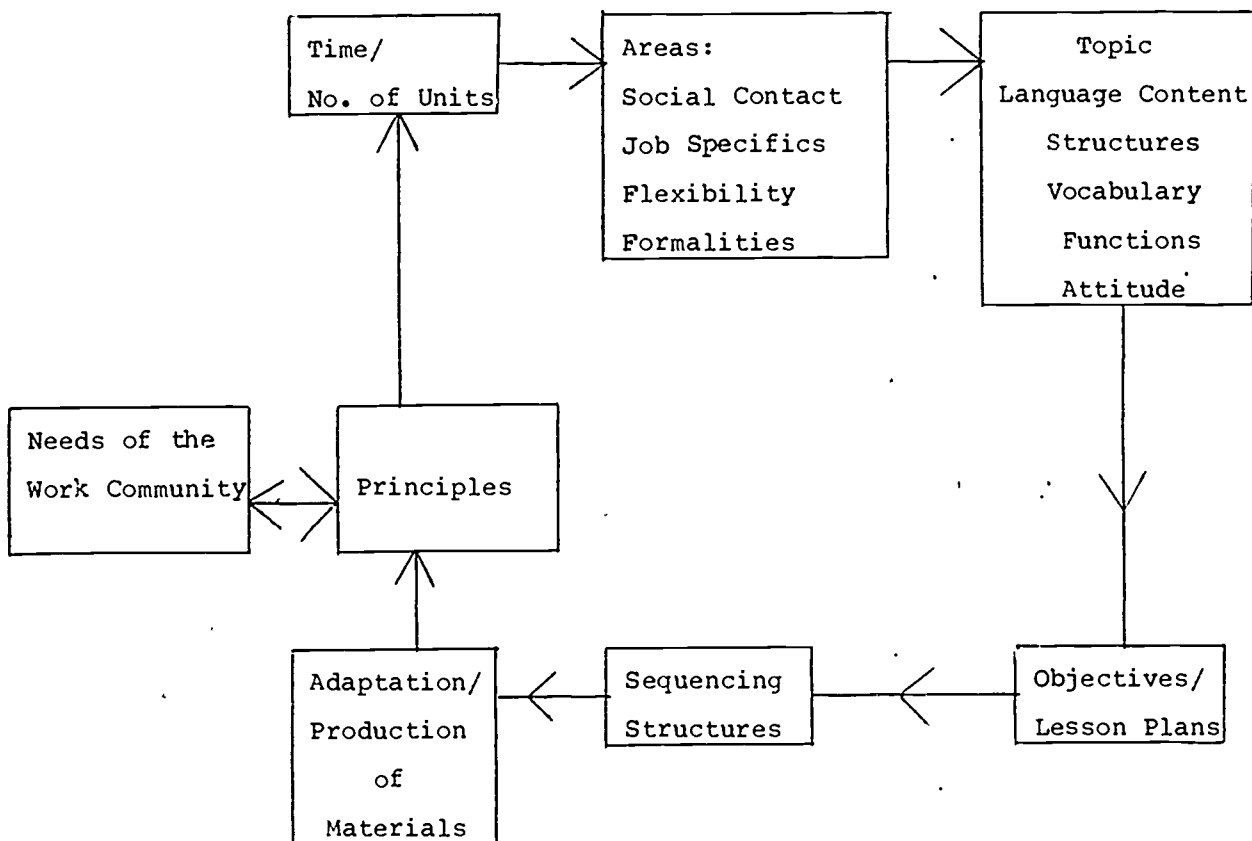 Time/
No. of Units
Areas:
Social Contact
Job Specifics
Flexibility
Formalities
Topic
Language Content
Structures
Vocabulary
Functions
Attitude
Needs of the
Work Community
Principles
Adaptation/
Production
of
Materials
Sequencing
Structures
Objectives/
Lesson Plans